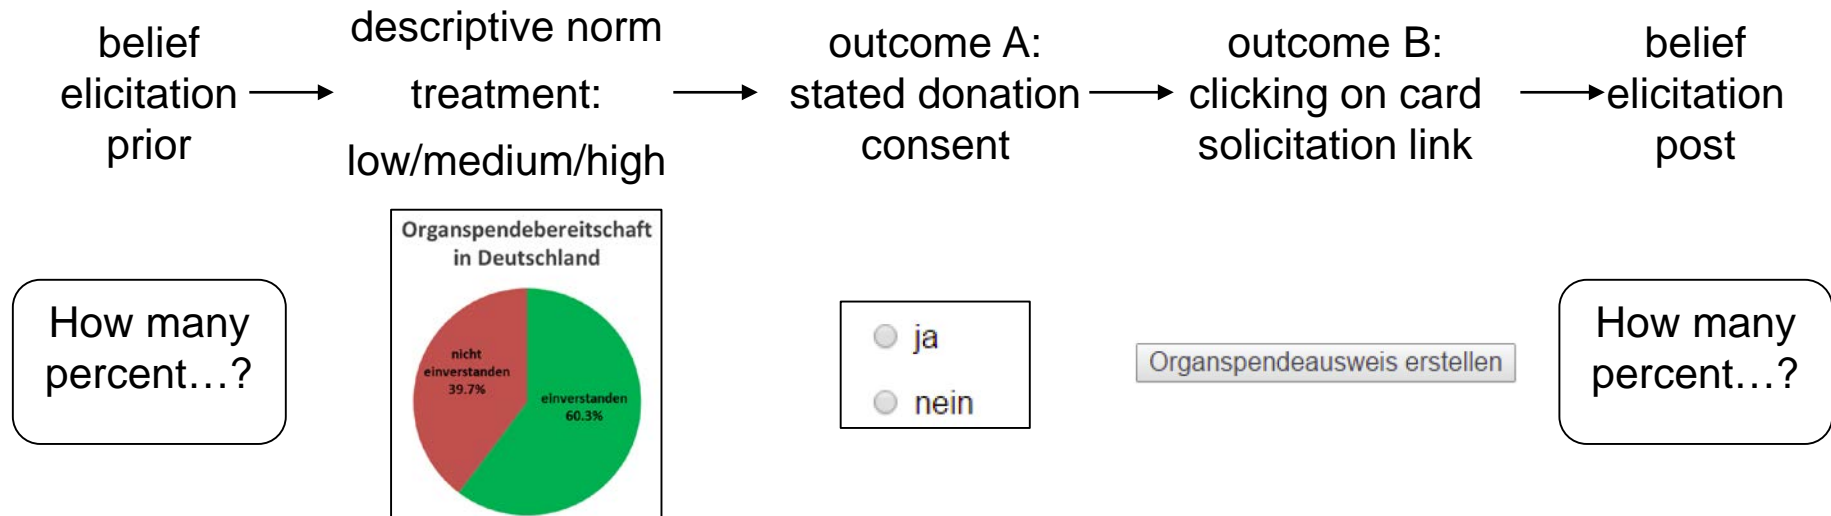 belief
elicitation
prior
descriptive norm
treatment:
low/medium/high
outcome A:
stated donation
consent
outcome B:
clicking on card
solicitation link
belief
elicitation
post
How many
percent…?
Organspendebereitschaft
in Deutschland
nicht
einverstanden
39.7%
einverstanden
60.3%
ja
nein
Organspendeausweis erstellen
How many
percent…?